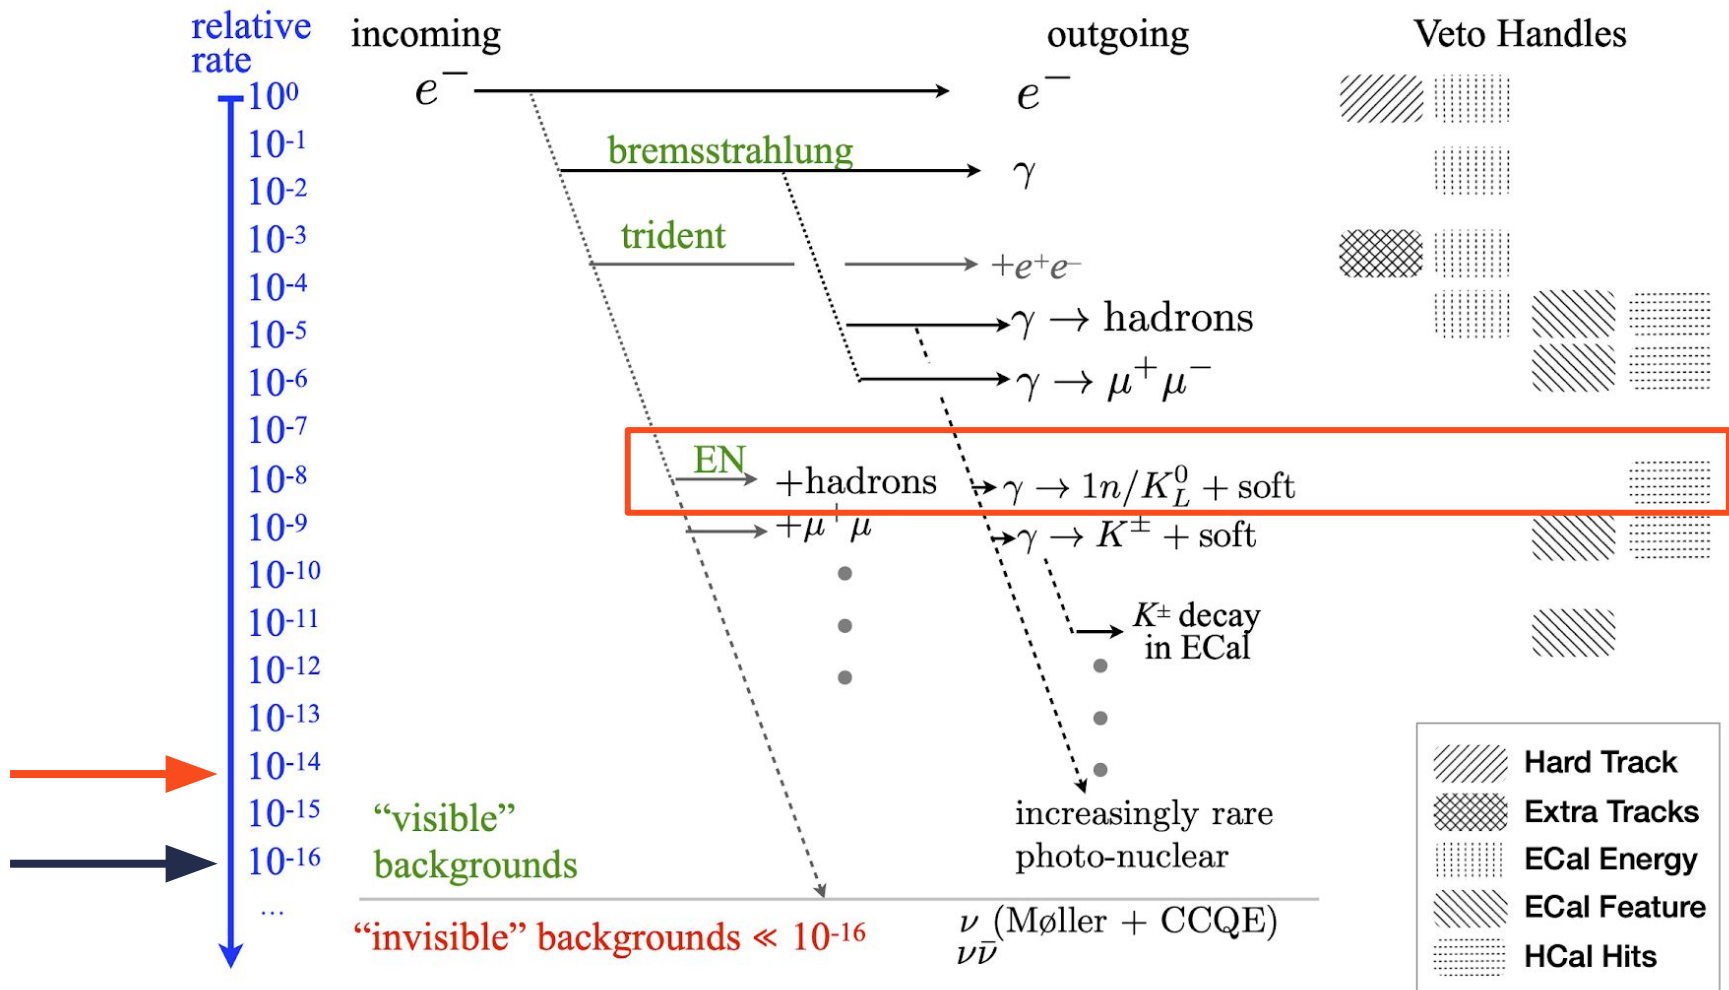 relative
rate
incoming
outgoing
Veto Handles
10⁰
10⁻¹
10⁻²
10⁻³
10⁻⁴
10⁻⁵
10⁻⁶
10⁻⁷
10⁻⁸
10⁻⁹
10⁻¹⁰
10⁻¹¹
10⁻¹²
10⁻¹³
10⁻¹⁴
10⁻¹⁵
10⁻¹⁶
...
e⁻
e⁻
bremsstrahlung
γ
trident
+e⁺e⁻
γ → hadrons
γ → μ⁺μ⁻
EN
+hadrons
γ → 1n/K⁰_L + soft
+μ⁺μ
γ → K± + soft
K± decay
in ECal
increasingly rare
photo-nuclear
“visible”
backgrounds
“invisible” backgrounds ≪ 10⁻¹⁶
ν (Møller + CCQE)
νν̄
Hard Track
Extra Tracks
ECal Energy
ECal Feature
HCal Hits